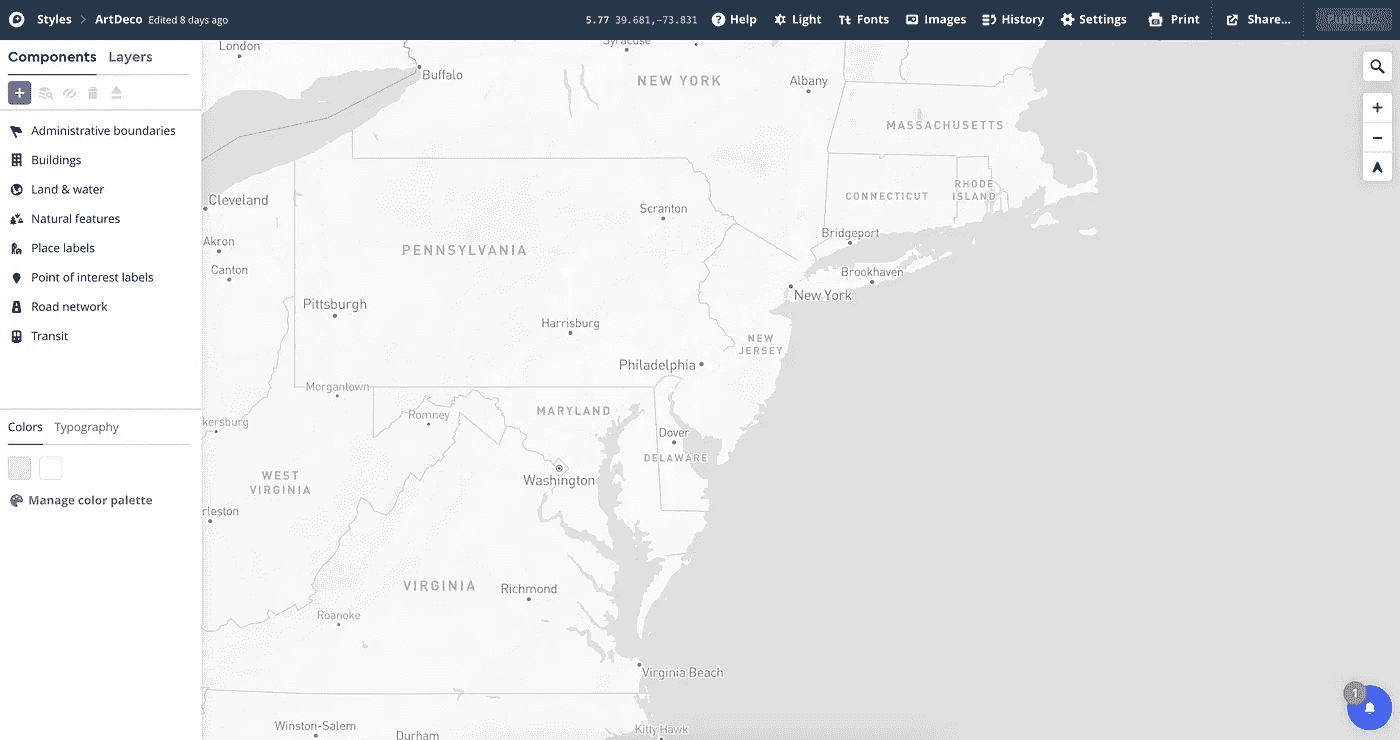 Styles > ArtDeco Edited 8 days ago 5.77 39.681,-73.831 Help Light Fonts Images History Settings Print Share... Publish...
Components Layers
Administrative boundaries
Buildings
Land & water
Natural features
Place labels
Point of interest labels
Road network
Transit
Colors Typography
Manage color palette
London
Syracuse
Buffalo
NEW YORK
Albany
MASSACHUSETTS
CONNECTICUT
RHODE
ISLAND
Cleveland
Scranton
Akron
PENNSYLVANIA
Bridgeport
Canton
Brookhaven
New York
Pittsburgh
Harrisburg
NEW
JERSEY
Philadelphia
Morgantown
Romney
MARYLAND
kersburg
Dover
DELAWARE
WEST
VIRGINIA
Washington
rleston
VIRGINIA
Richmond
Roanoke
Virginia Beach
Winston-Salem
Durham
Kitty Hawk
1